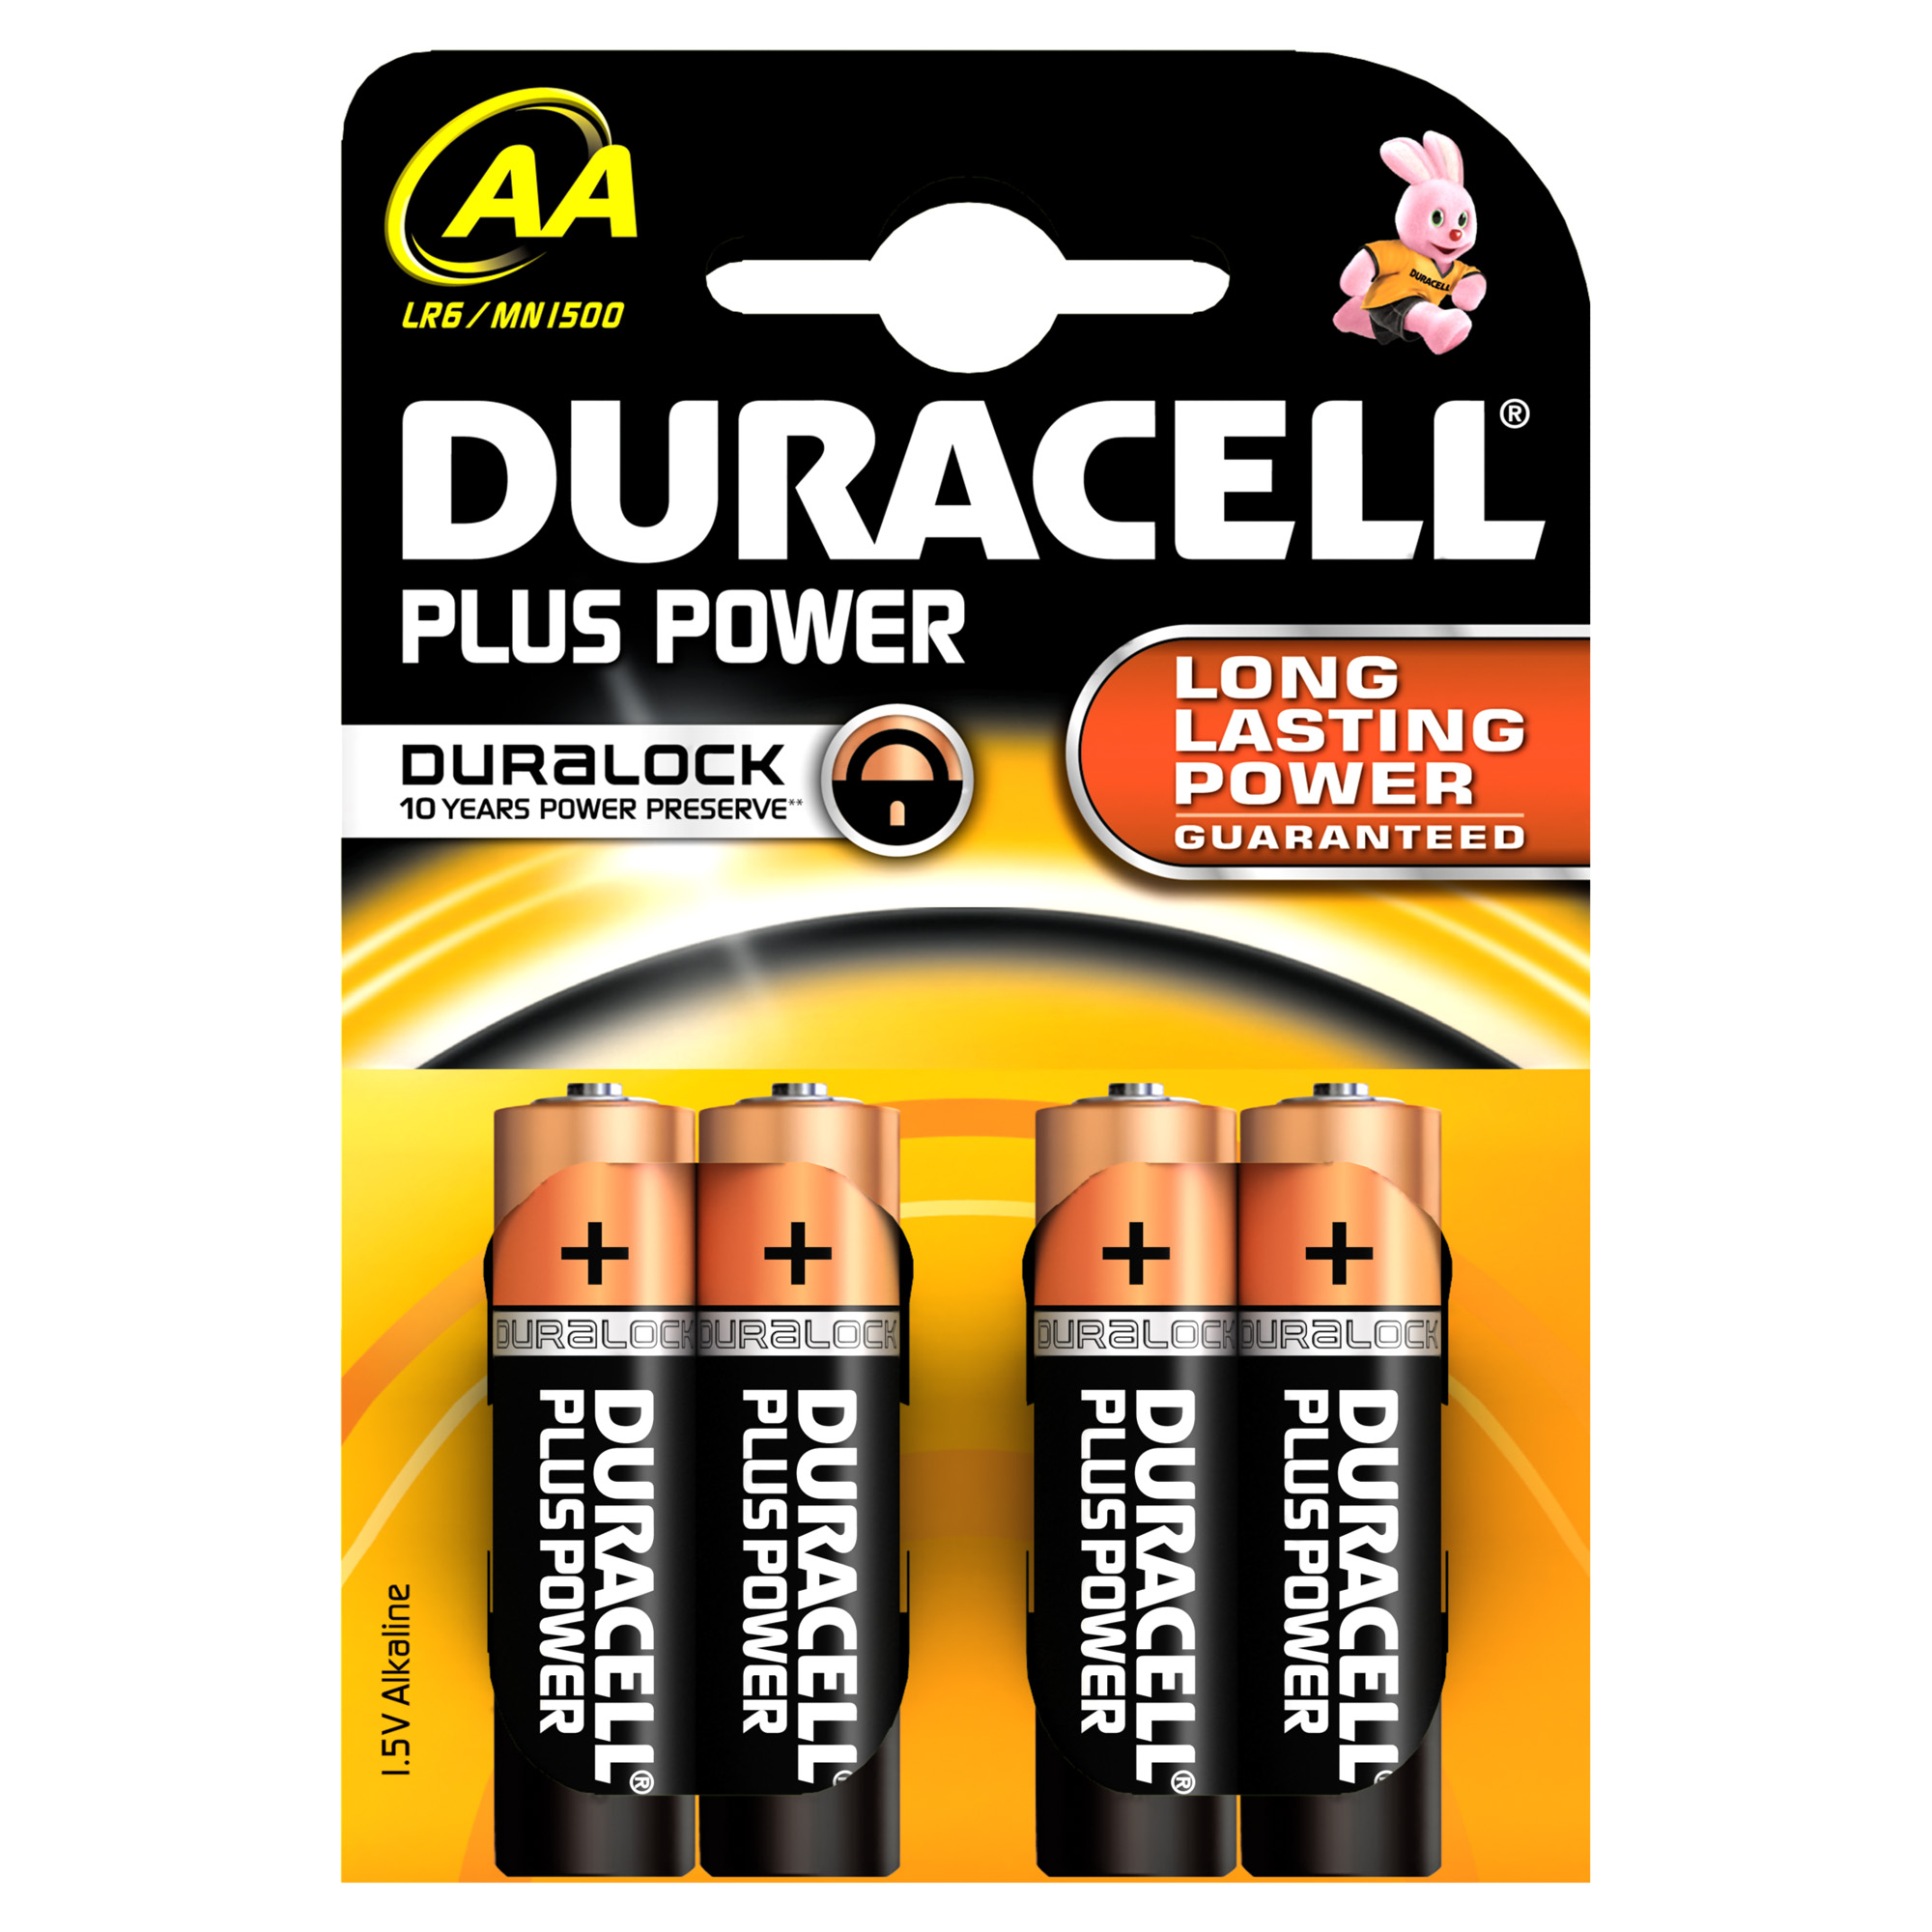 AA
LR6 / MN1500
DURACELL
DURACELL®
PLUS POWER
DURALOCK
10 YEARS POWER PRESERVE**
LONG
LASTING
POWER
GUARANTEED
+
+
+
+
DURALOCK
DURALOCK
DURALOCK
DURALOCK
DURACELL®
PLUS POWER
DURACELL®
PLUS POWER
DURACELL®
PLUS POWER
DURACELL®
PLUS POWER
1.5V Alkaline